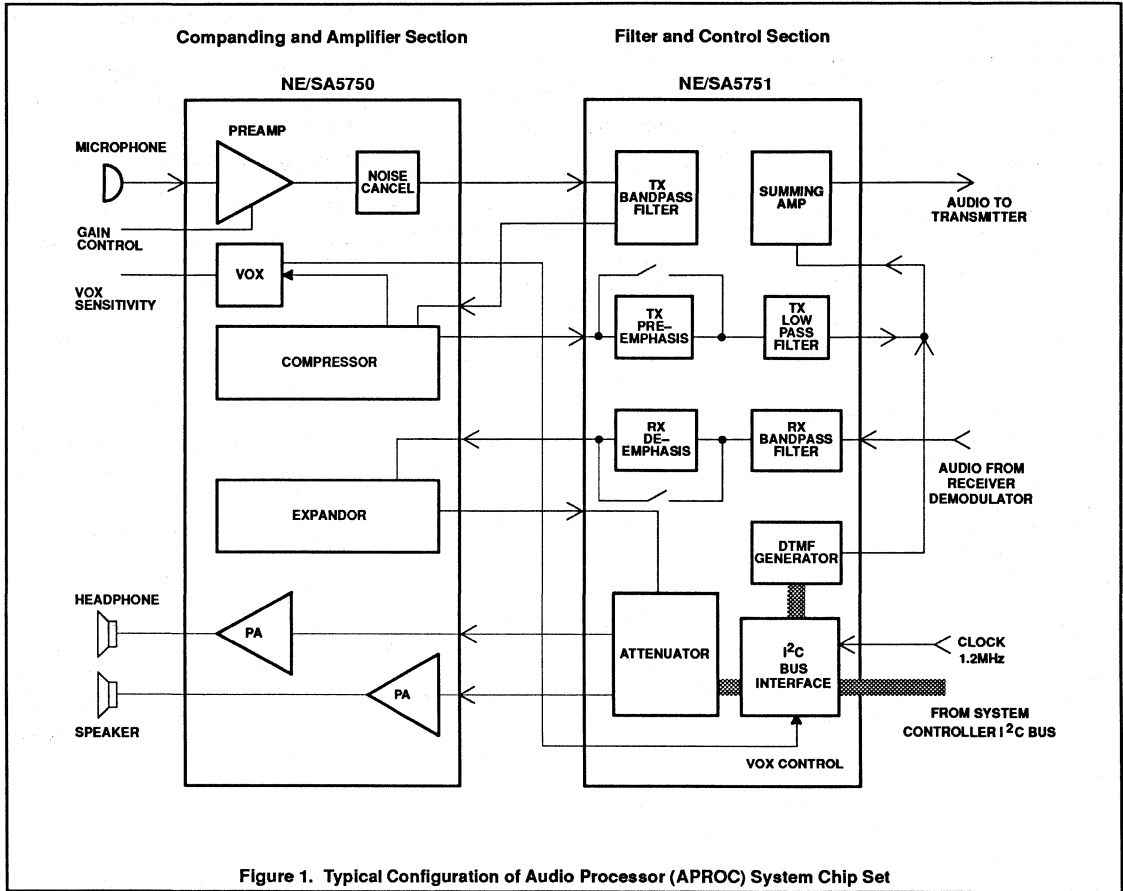 Companding and Amplifier Section
Filter and Control Section
NE/SA5750
NE/SA5751
MICROPHONE
PREAMP
NOISE
CANCEL
TX
BANDPASS
FILTER
SUMMING
AMP
AUDIO TO
TRANSMITTER
GAIN
CONTROL
VOX
VOX
SENSITIVITY
COMPRESSOR
TX
PRE–
EMPHASIS
TX
LOW
PASS
FILTER
RX
DE–
EMPHASIS
RX
BANDPASS
FILTER
AUDIO FROM
RECEIVER
DEMODULATOR
EXPANDOR
DTMF
GENERATOR
HEADPHONE
PA
ATTENUATOR
I²C
BUS
INTERFACE
CLOCK
1.2MHz
PA
SPEAKER
FROM SYSTEM
CONTROLLER I²C BUS
VOX CONTROL
Figure 1. Typical Configuration of Audio Processor (APROC) System Chip Set